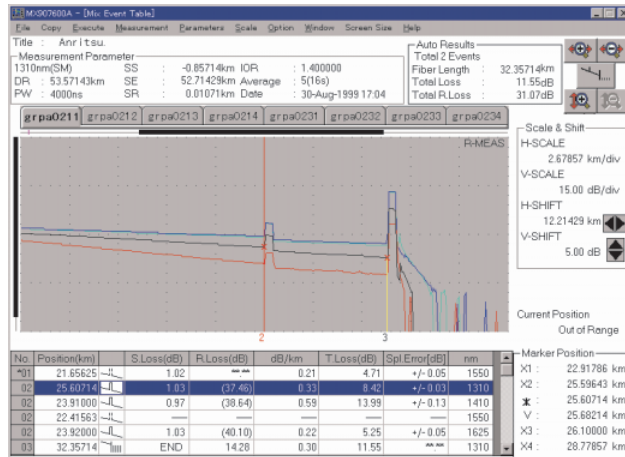 MX907600A - [Mix Event Table]
File Copy Execute Measurement Parameters Scale Option Window Screen Size Help
Title : Anritsu.
Measurement Parameter
1310nm(SM) SS : -0.85714km IOR : 1.400000
DR : 53.57143km SE : 52.71429km Average : 5(16s)
PW : 4000ns SR : 0.01071km Date : 30-Aug-1999 17:04
Auto Results
Total 2 Events
Fiber Length : 32.35714km
Total Loss : 11.55dB
Total R.Loss : 31.07dB
grpa0211 grpa0212 grpa0213 grpa0214 grpa0231 grpa0232 grpa0233 grpa0234
R-MEAS
2 3
Scale & Shift
H-SCALE
2.67857 km/div
V-SCALE
15.00 dB/div
H-SHIFT
12.21429 km
V-SHIFT
5.00 dB
Current Position
Out of Range
No. Position(km) S.Loss(dB) R.Loss(dB) dB/km T.Loss(dB) Spl.Error[dB] nm
*01 21.65625 1.02 **.** 0.21 4.71 +/- 0.05 1550
02 25.60714 1.03 (37.46) 0.33 8.42 +/- 0.03 1310
02 23.91000 0.97 (38.64) 0.59 13.99 +/- 0.13 1410
02 22.41563 ---- ---- ---- ---- ---- 1550
02 23.92000 1.03 (40.10) 0.22 5.25 +/- 0.05 1625
03 32.35714 END 14.28 0.30 11.55 **.** 1310
Marker Position
X1 : 22.91786 km
X2 : 25.59643 km
* : 25.60714 km
V : 25.68214 km
X3 : 26.10000 km
X4 : 28.77857 km